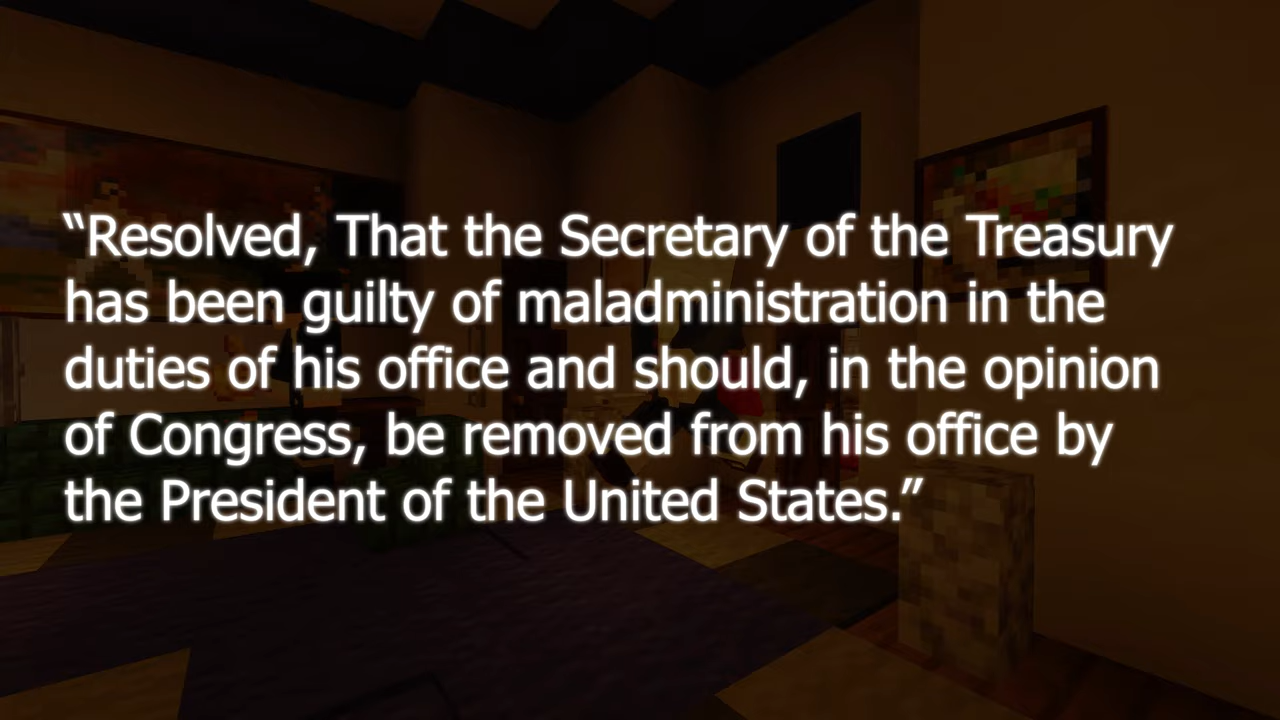 “Resolved, That the Secretary of the Treasury
has been guilty of maladministration in the
duties of his office and should, in the opinion
of Congress, be removed from his office by
the President of the United States.”